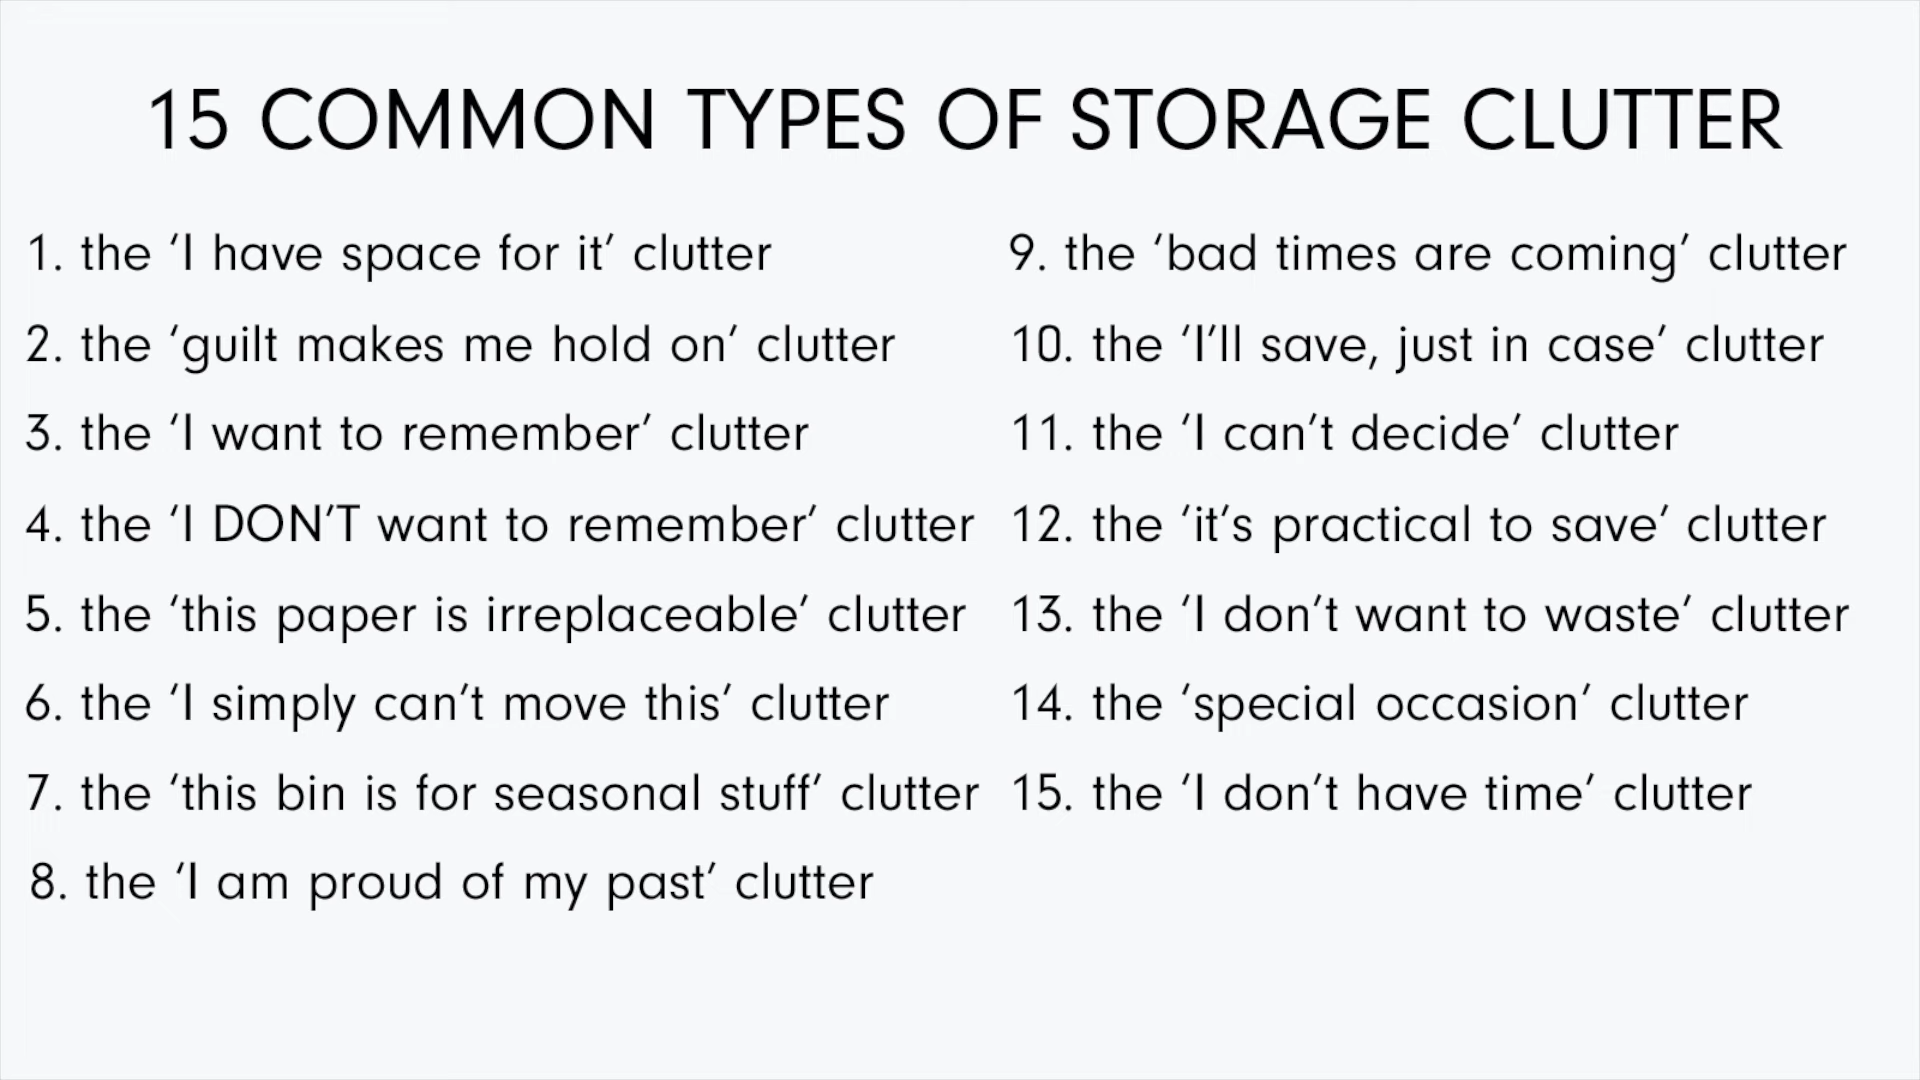 15 COMMON TYPES OF STORAGE CLUTTER
1. the ‘I have space for it’ clutter
2. the ‘guilt makes me hold on’ clutter
3. the ‘I want to remember’ clutter
4. the ‘I DON’T want to remember’ clutter
5. the ‘this paper is irreplaceable’ clutter
6. the ‘I simply can’t move this’ clutter
7. the ‘this bin is for seasonal stuff’ clutter
8. the ‘I am proud of my past’ clutter
9. the ‘bad times are coming’ clutter
10. the ‘I’ll save, just in case’ clutter
11. the ‘I can’t decide’ clutter
12. the ‘it’s practical to save’ clutter
13. the ‘I don’t want to waste’ clutter
14. the ‘special occasion’ clutter
15. the ‘I don’t have time’ clutter